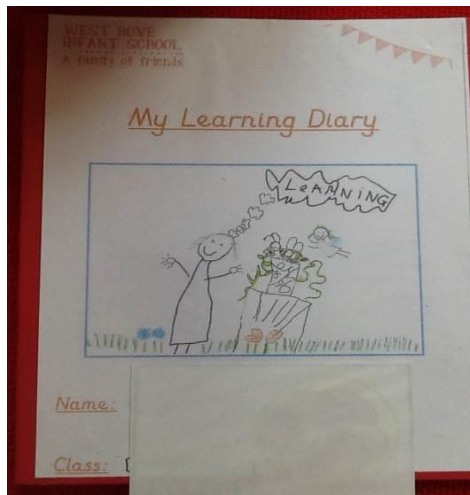 WEST HOVE
INFANT SCHOOL
A family of friends
My Learning Diary
LeARNING
Name:
Class: